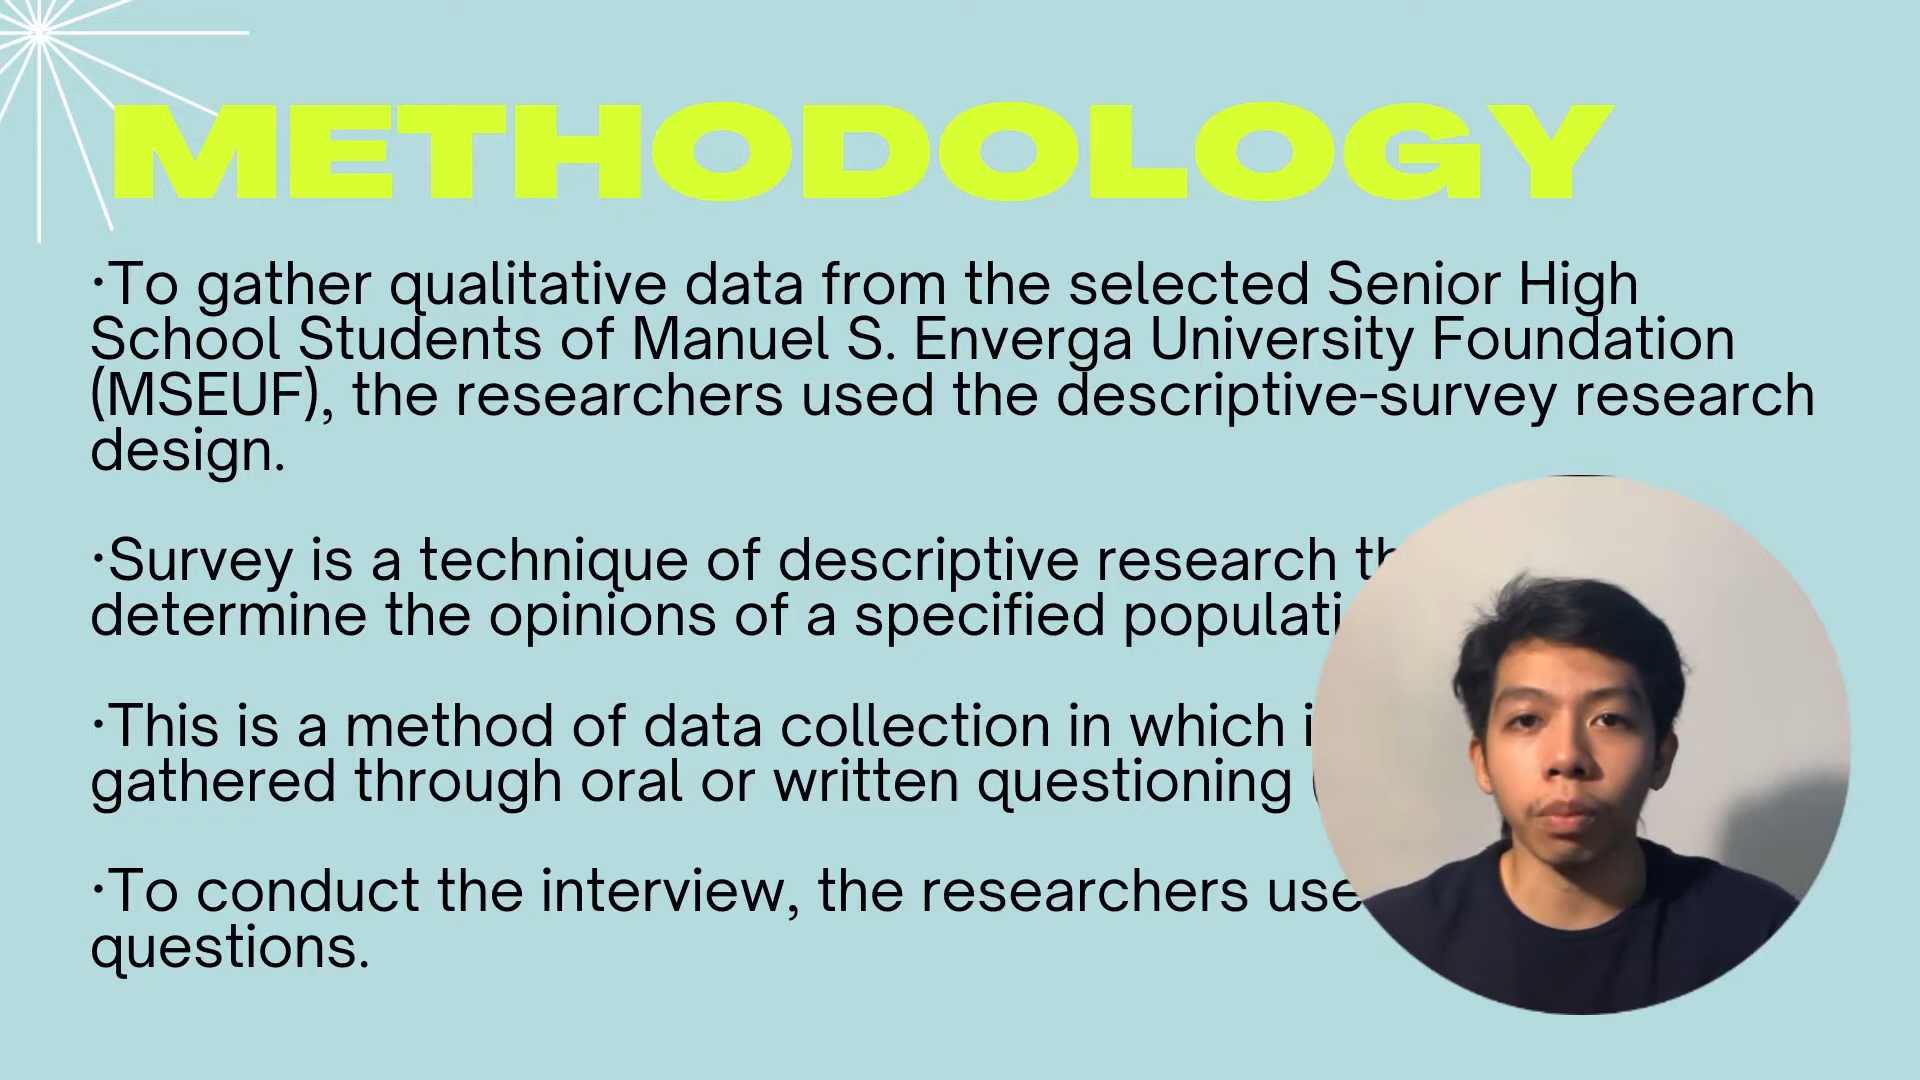 METHODOLOGY
·To gather qualitative data from the selected Senior High
School Students of Manuel S. Enverga University Foundation
(MSEUF), the researchers used the descriptive-survey research
design.
·Survey is a technique of descriptive research
determine the opinions of a specified
·This is a method of data collection in which
gathered through oral or written questioning
·To conduct the interview, the researchers
questions.